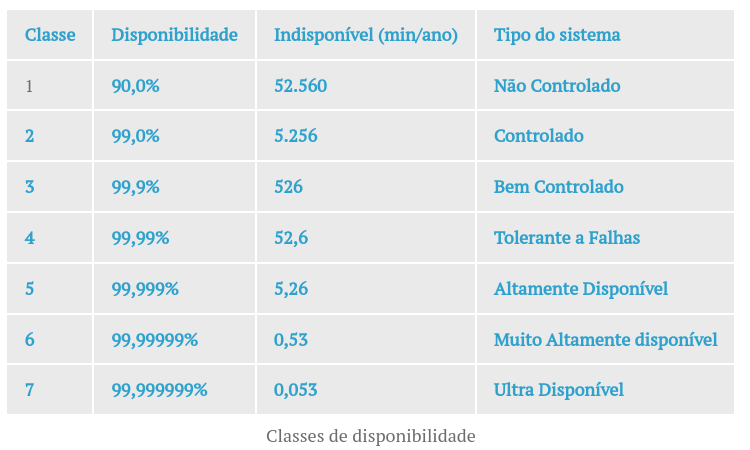 Classe Disponibilidade Indisponível (min/ano) Tipo do sistema
1 90,0% 52.560 Não Controlado
2 99,0% 5.256 Controlado
3 99,9% 526 Bem Controlado
4 99,99% 52,6 Tolerante a Falhas
5 99,999% 5,26 Altamente Disponível
6 99,99999% 0,53 Muito Altamente disponível
7 99,999999% 0,053 Ultra Disponível
Classes de disponibilidade